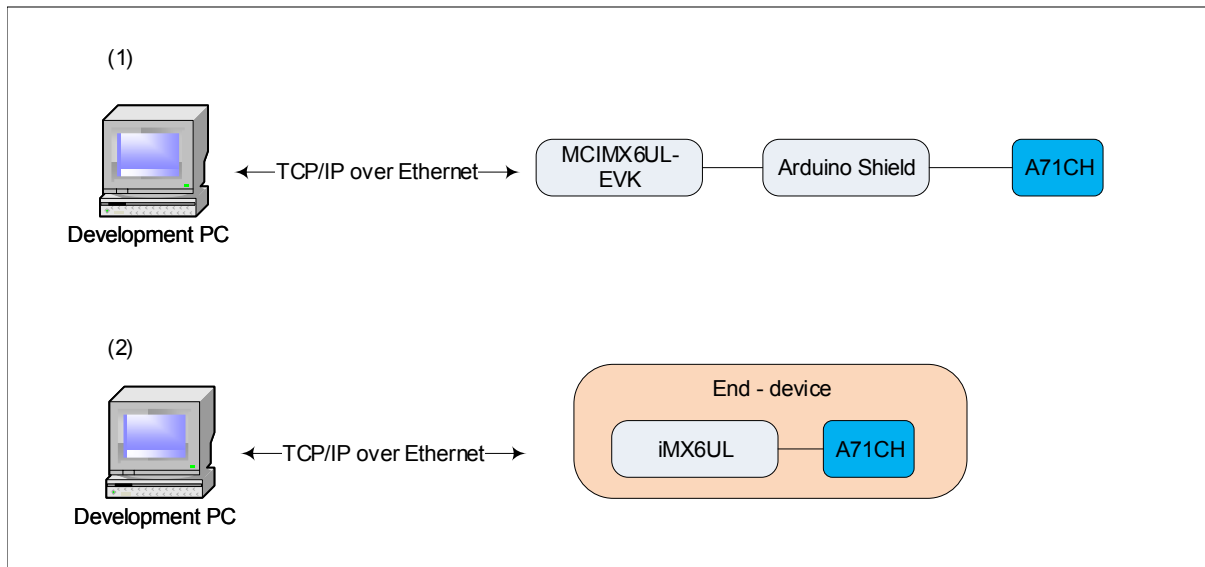 (1)
TCP/IP over Ethernet
MCIMX6UL-
EVK
Arduino Shield
A71CH
Development PC
(2)
End - device
TCP/IP over Ethernet
iMX6UL
A71CH
Development PC